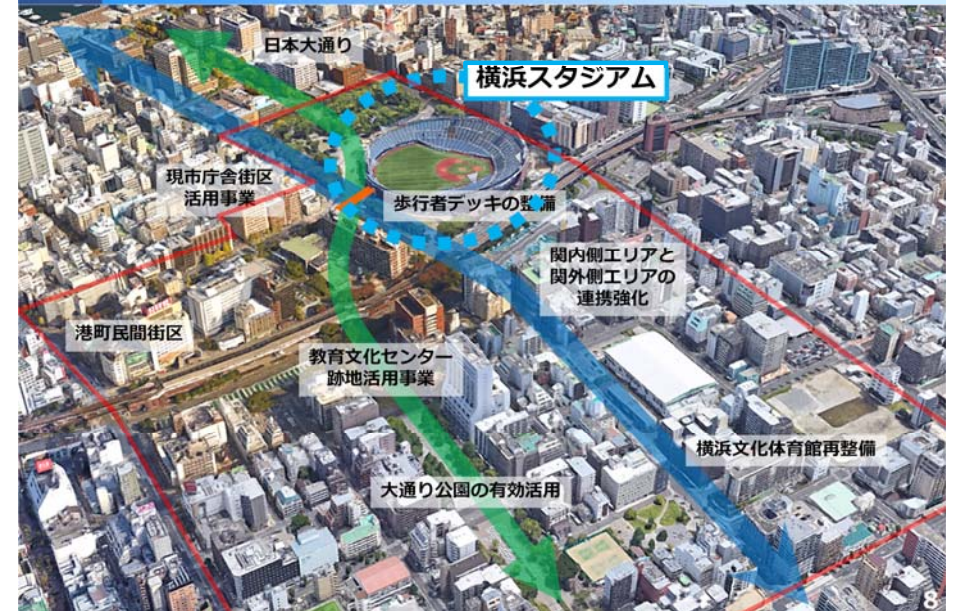 日本大通り
横浜スタジアム
現市庁舎街区
活用事業
歩行者デッキの整備
関内側エリアと
関外側エリアの
連携強化
港町民間街区
教育文化センター
跡地活用事業
横浜文化体育館再整備
大通り公園の有効活用
8